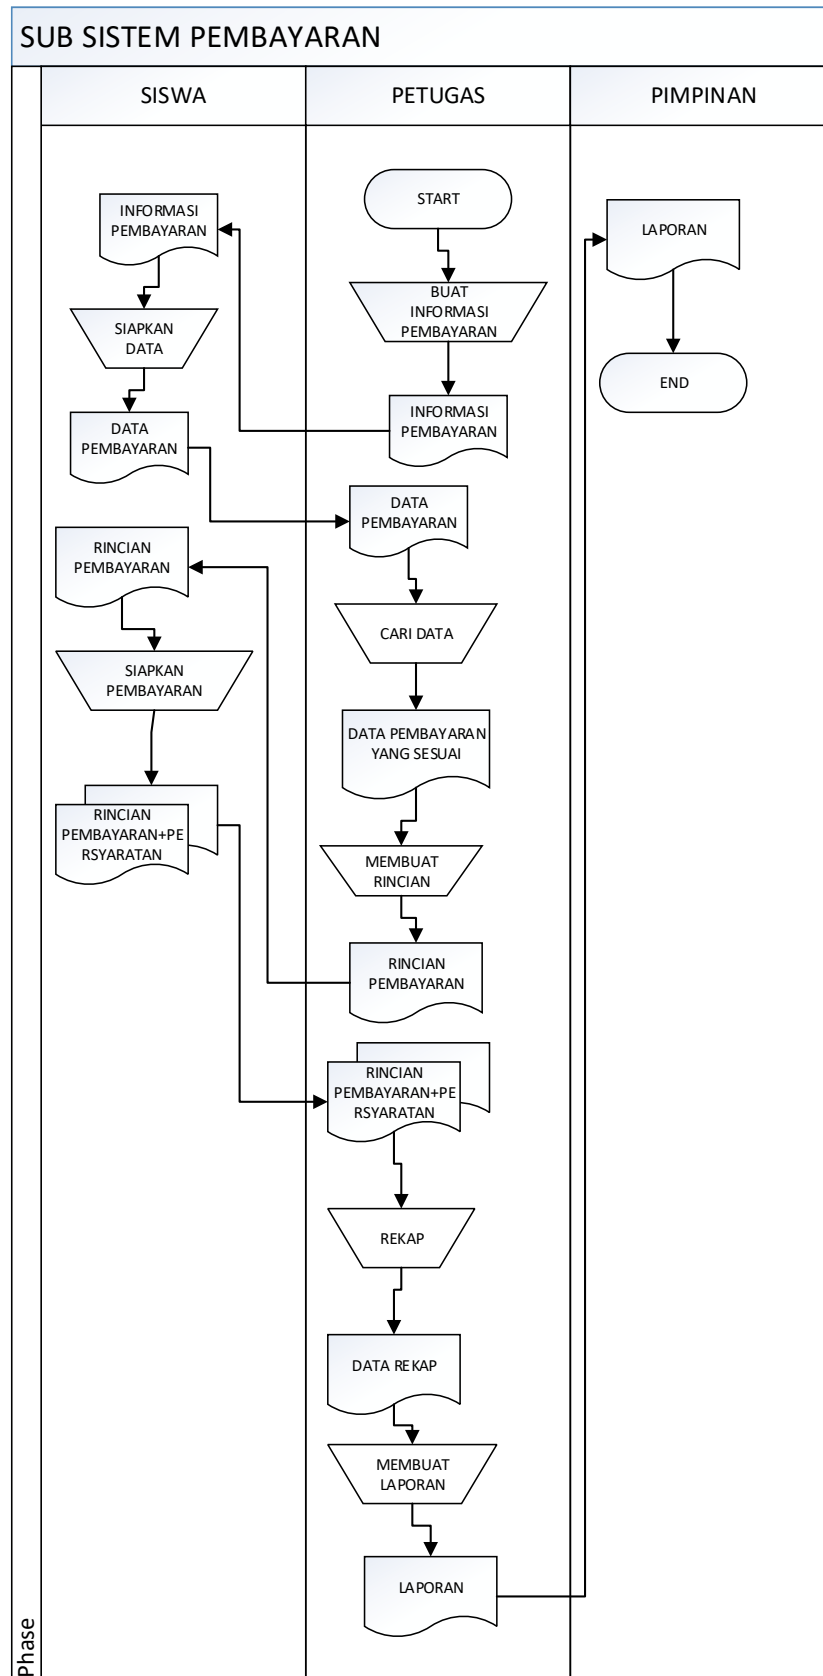 SUB SISTEM PEMBAYARAN
SISWA
PETUGAS
PIMPINAN
START
INFORMASI
PEMBAYARAN
LAPORAN
BUAT
INFORMASI
PEMBAYARAN
SIAPKAN
DATA
END
INFORMASI
PEMBAYARAN
DATA
PEMBAYARAN
DATA
PEMBAYARAN
RINCIAN
PEMBAYARAN
CARI DATA
SIAPKAN
PEMBAYARAN
DATA PEMBAYARAN
YANG SESUAI
RINCIAN
PEMBAYARAN+PE
RSYARATAN
MEMBUAT
RINCIAN
RINCIAN
PEMBAYARAN
RINCIAN
PEMBAYARAN+PE
RSYARATAN
REKAP
DATA REKAP
MEMBUAT
LAPORAN
LAPORAN
Phase